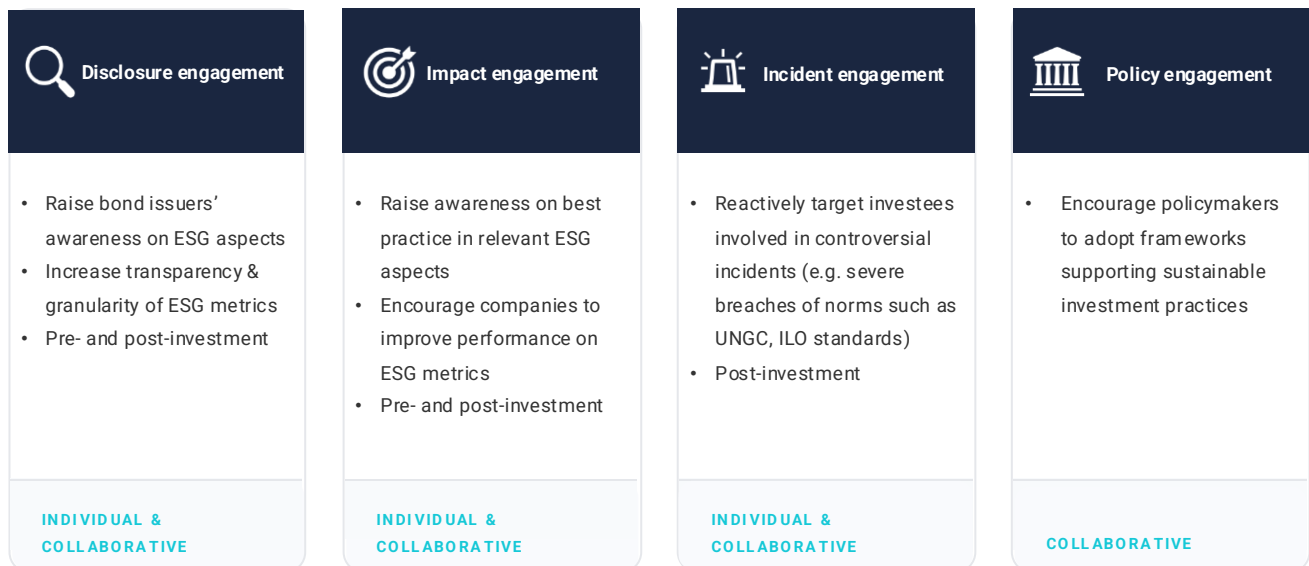 Disclosure engagement
• Raise bond issuers’
awareness on ESG aspects
• Increase transparency &
granularity of ESG metrics
• Pre- and post-investment
INDIVIDUAL &
COLLABORATIVE
Impact engagement
• Raise awareness on best
practice in relevant ESG
aspects
• Encourage companies to
improve performance on
ESG metrics
• Pre- and post-investment
INDIVIDUAL &
COLLABORATIVE
Incident engagement
• Reactively target investees
involved in controversial
incidents (e.g. severe
breaches of norms such as
UNGC, ILO standards)
• Post-investment
INDIVIDUAL &
COLLABORATIVE
Policy engagement
• Encourage policymakers
to adopt frameworks
supporting sustainable
investment practices
COLLABORATIVE